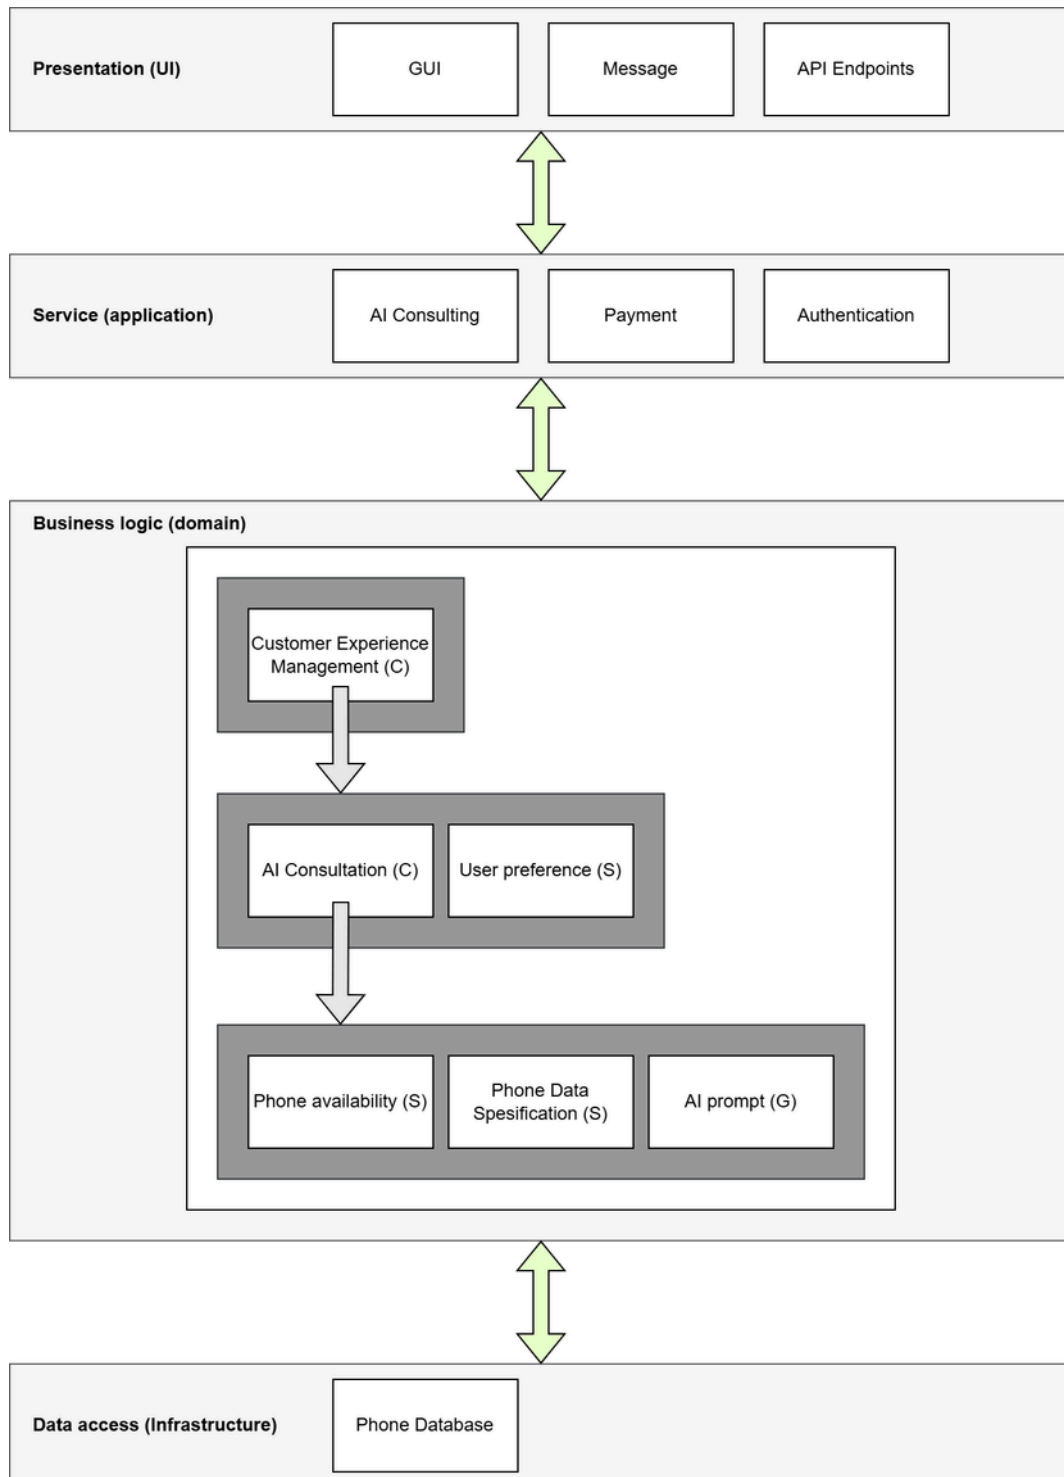 Presentation (UI)
GUI
Message
API Endpoints
Service (application)
AI Consulting
Payment
Authentication
Business logic (domain)
Customer Experience
Management (C)
AI Consultation (C)
User preference (S)
Phone availability (S)
Phone Data
Spesification (S)
AI prompt (G)
Data access (Infrastructure)
Phone Database